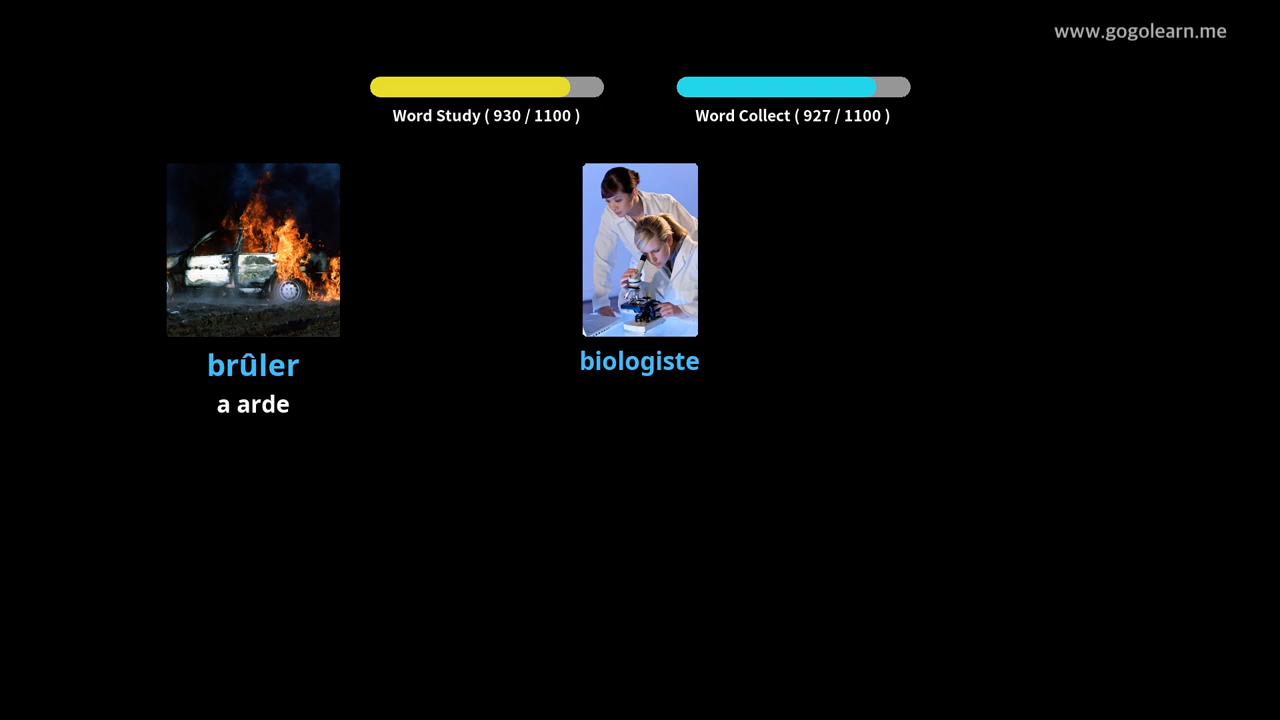 www.gogolearn.me
Word Study ( 930 / 1100 )
Word Collect ( 927 / 1100 )
brûler
a arde
biologiste